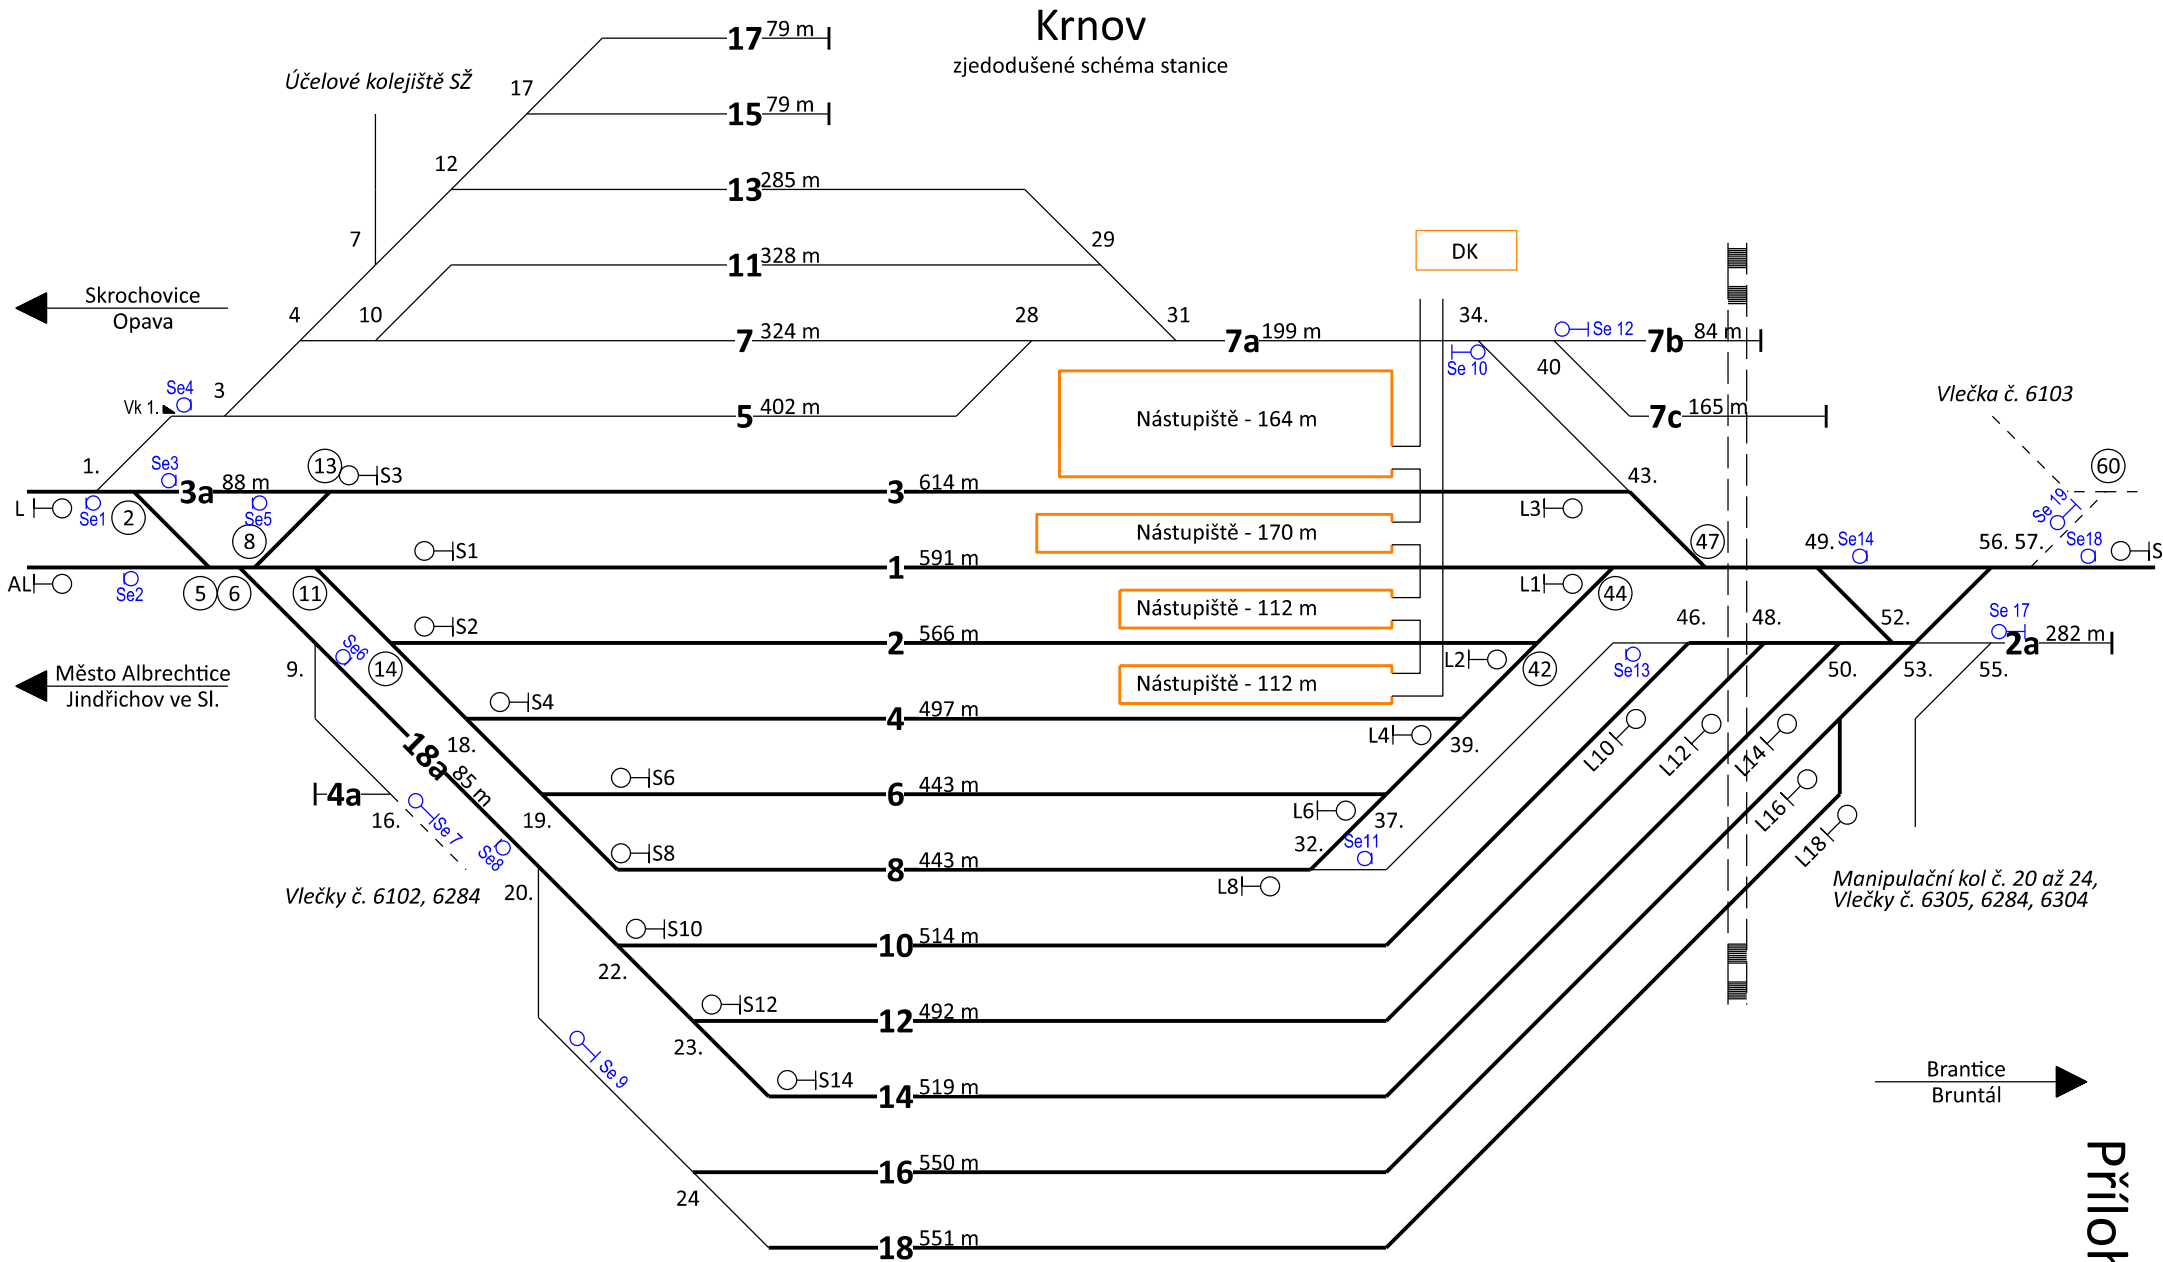 Krnov
zjedodušené schéma stanice
17 79 m
Účelové kolejiště SŽ
17
15 79 m
12
13 285 m
7
29
11 328 m
DK
Skrochovice
Opava
4
10
28
31
34.
7 324 m
7a 199 m
Se 12
7b 84 m
Se 10
40
Se4
3
Vk 1.
5 402 m
Nástupiště - 164 m
7c 165 m
Vlečka č. 6103
1.
Se3
13
S3
43.
60
3a 88 m
3 614 m
L
Se1
2
Se5
L3
Se 19
8
S1
Nástupiště - 170 m
47
49.
Se14
56.
57.
Se18
S
1 591 m
AL
Se2
5
6
11
L1
44
Nástupiště - 112 m
S2
46.
48.
52.
Se 17
2 566 m
2a 282 m
9.
Se6
14
L2
42
Se13
50.
53.
55.
Město Albrechtice
Jindřichov ve Sl.
Nástupiště - 112 m
S4
4 497 m
18a 85 m
18.
L4
39.
L10
L12
L14
S6
4a
6 443 m
16.
Se 7
19.
L6
37.
L16
Se8
S8
32.
Se11
L18
8 443 m
20.
L8
Vlečky č. 6102, 6284
Manipulační kol č. 20 až 24,
Vlečky č. 6305, 6284, 6304
S10
10 514 m
22.
S12
12 492 m
23.
Se 9
S14
14 519 m
Brantice
Bruntál
16 550 m
24
18 551 m